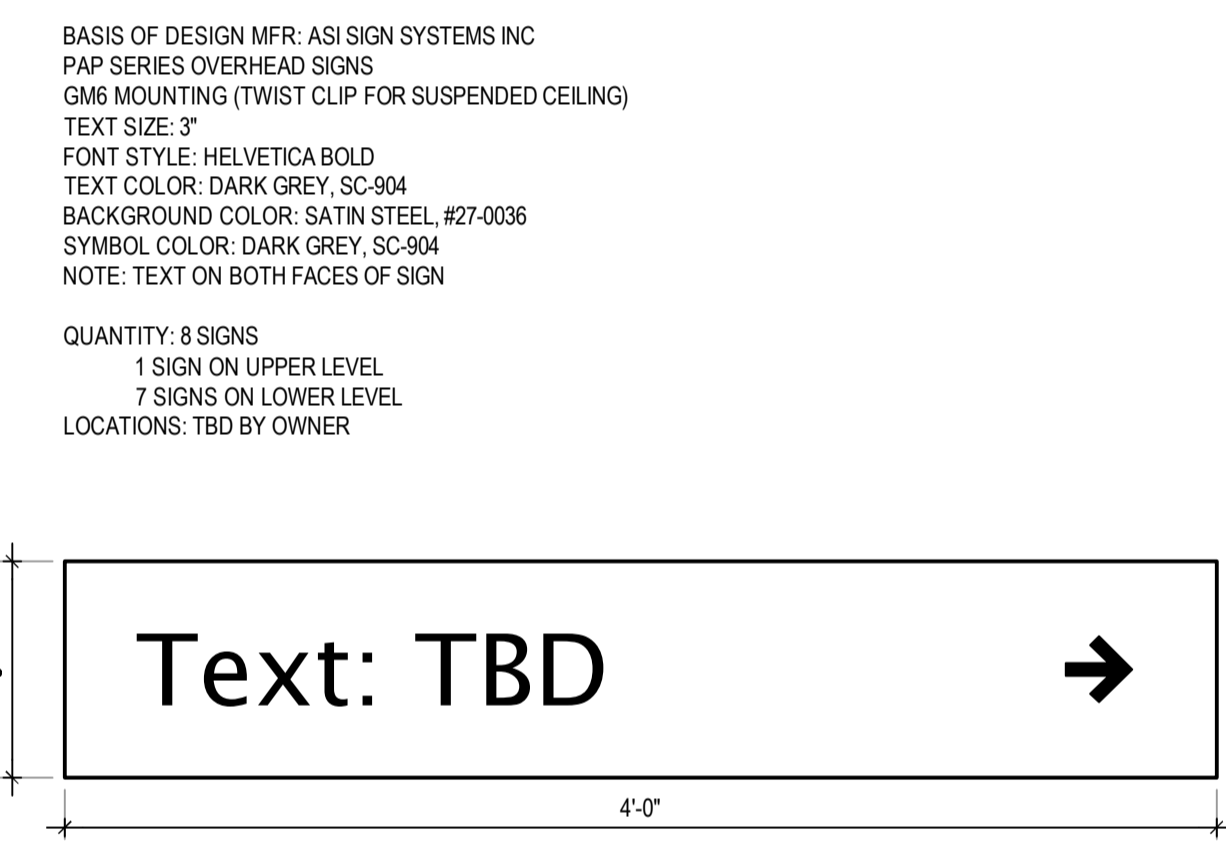 BASIS OF DESIGN MFR: ASI SIGN SYSTEMS INC
PAP SERIES OVERHEAD SIGNS
GM6 MOUNTING (TWIST CLIP FOR SUSPENDED CEILING)
TEXT SIZE: 3"
FONT STYLE: HELVETICA BOLD
TEXT COLOR: DARK GREY, SC-904
BACKGROUND COLOR: SATIN STEEL, #27-0036
SYMBOL COLOR: DARK GREY, SC-904
NOTE: TEXT ON BOTH FACES OF SIGN
QUANTITY: 8 SIGNS
1 SIGN ON UPPER LEVEL
7 SIGNS ON LOWER LEVEL
LOCATIONS: TBD BY OWNER
Text: TBD
4'-0"